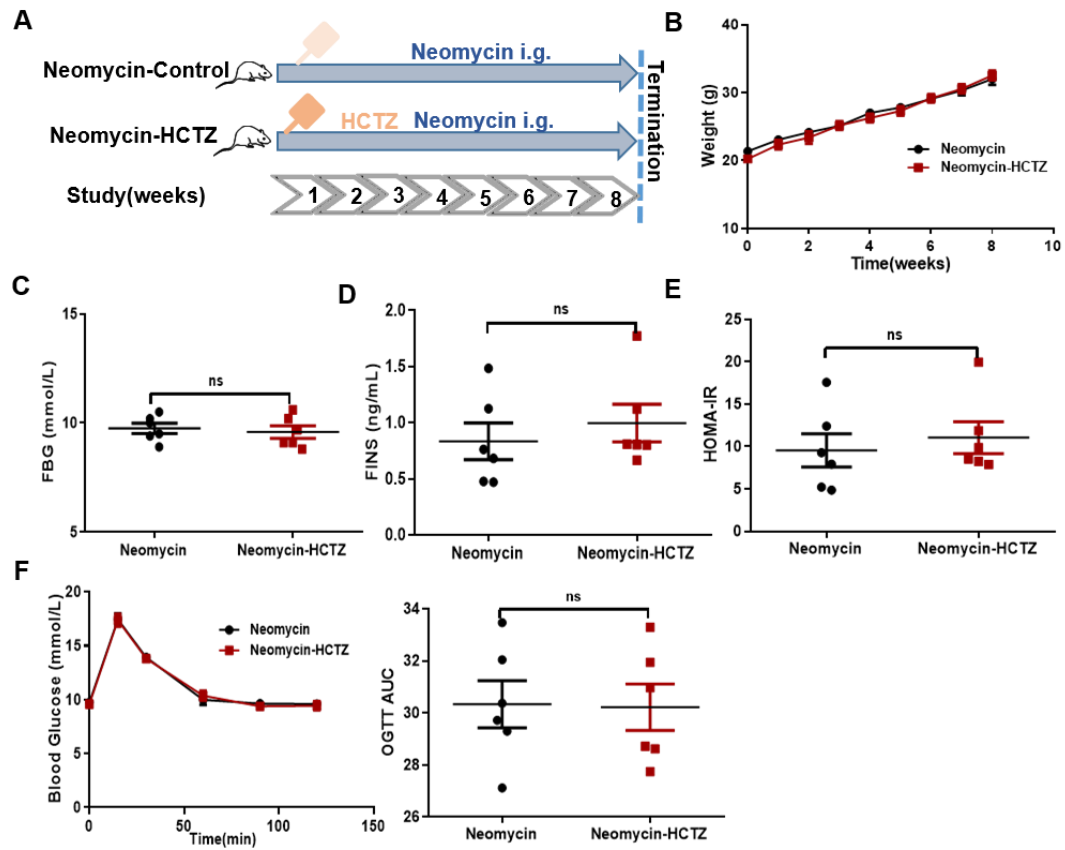 A
Neomycin-Control
Neomycin i.g.
Neomycin-HCTZ
HCTZ
Neomycin i.g.
Termination
Study(weeks)
1 2 3 4 5 6 7 8
B
Weight (g)
40
30
20
10
0 2 4 6 8 10
Time(weeks)
Neomycin
Neomycin-HCTZ
C
FBG (mmol/L)
15
10
5
ns
Neomycin Neomycin-HCTZ
D
FINS (ng/mL)
2.0
1.5
1.0
0.5
0.0
ns
Neomycin Neomycin-HCTZ
E
HOMA-IR
25
20
15
10
5
0
ns
Neomycin Neomycin-HCTZ
F
Blood Glucose (mmol/L)
20
15
10
5
0
0 50 100 150
Time(min)
Neomycin
Neomycin-HCTZ
OGTT AUC
34
32
30
28
26
ns
Neomycin Neomycin-HCTZ